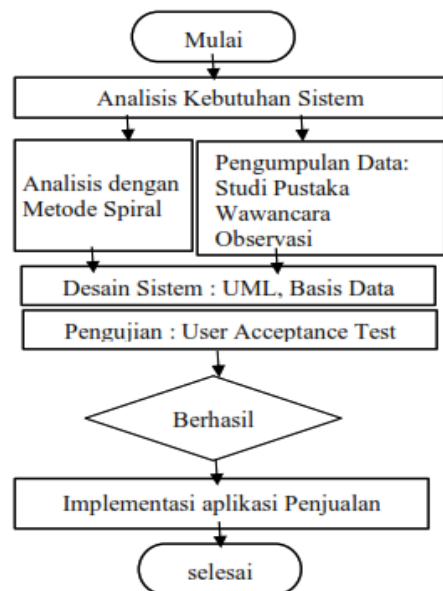 Mulai
Analisis Kebutuhan Sistem
Analisis dengan
Metode Spiral
Pengumpulan Data:
Studi Pustaka
Wawancara
Observasi
Desain Sistem : UML, Basis Data
Pengujian : User Acceptance Test
Berhasil
Implementasi aplikasi Penjualan
selesai